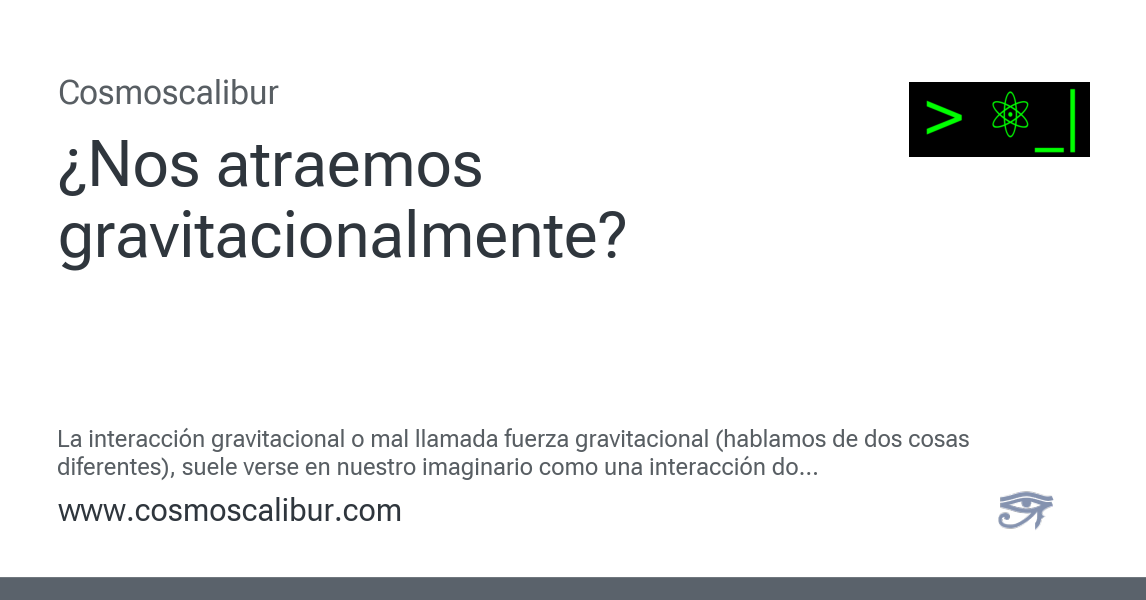 Cosmoscalibur
¿Nos atraemos
gravitacionalmente?
> _|
La interacción gravitacional o mal llamada fuerza gravitacional (hablamos de dos cosas
diferentes), suele verse en nuestro imaginario como una interacción do...
www.cosmoscalibur.com